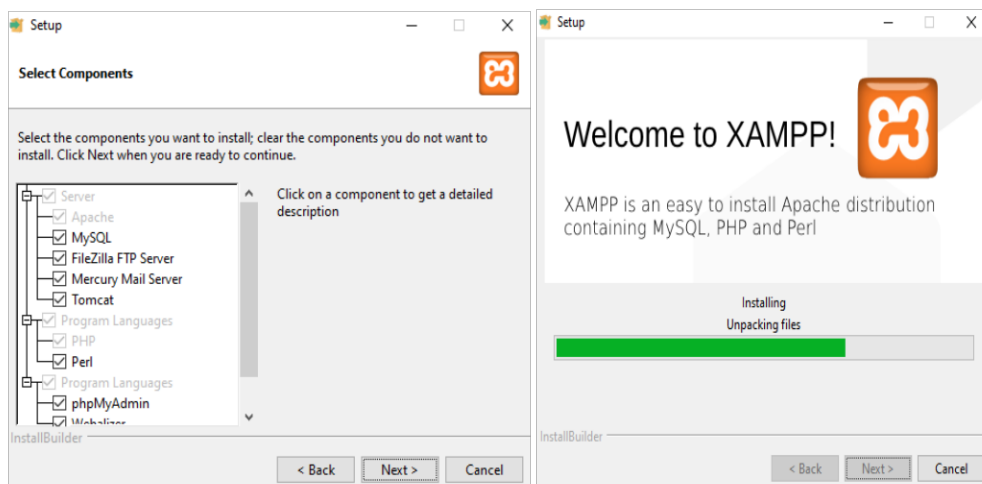 Setup
Select Components
Select the components you want to install; clear the components you do not want to
install. Click Next when you are ready to continue.
Server
Apache
MySQL
FileZilla FTP Server
Mercury Mail Server
Tomcat
Program Languages
PHP
Perl
Program Languages
phpMyAdmin
Webalizer
Click on a component to get a detailed
description
InstallBuilder
< Back
Next >
Cancel
Setup
Welcome to XAMPP!
XAMPP is an easy to install Apache distribution
containing MySQL, PHP and Perl
Installing
Unpacking files
InstallBuilder
< Back
Next >
Cancel